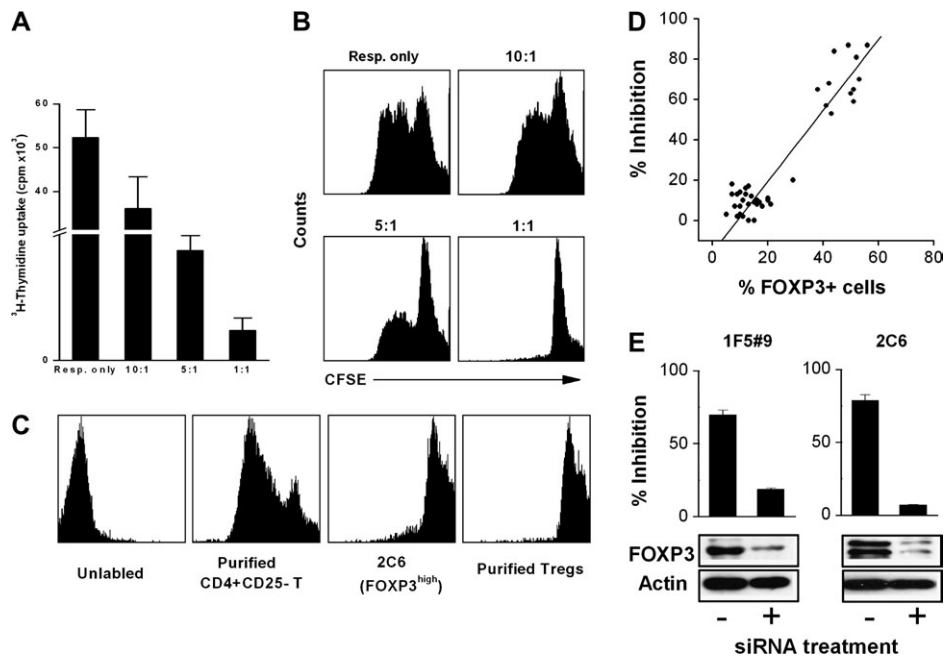 A
³H-Thymidine uptake (cpm x10³)
60
50
40
0
Resp. only 10:1 5:1 1:1
B
Resp. only 10:1
5:1 1:1
Counts
CFSE
C
Unlabled
Purified
CD4+CD25- T
2C6
(FOXP3high)
Purified Tregs
D
% Inhibition
100
80
60
40
20
0
0 20 40 60 80
% FOXP3+ cells
E
1F5#9 2C6
% Inhibition
100
50
0
100
50
0
FOXP3
Actin
- + - +
siRNA treatment